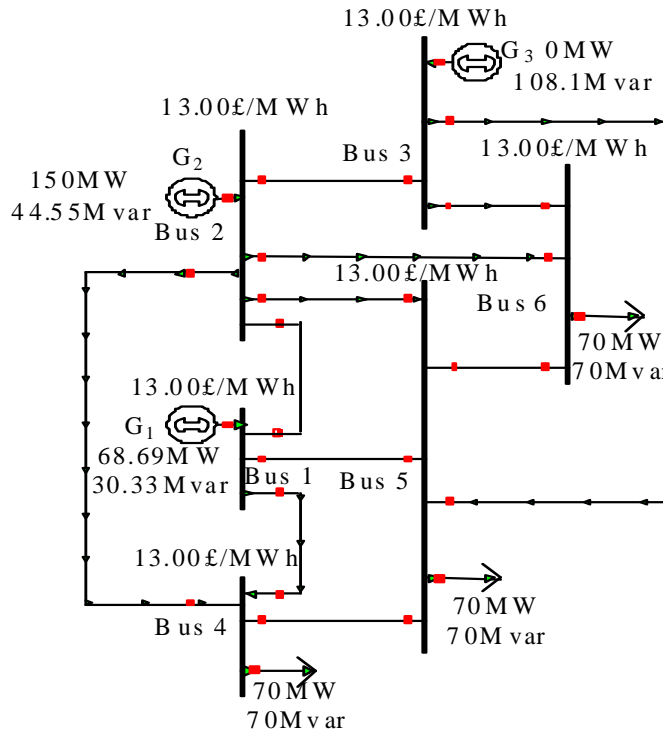 13.00£/MWh
G3 0MW
108.1Mvar
13.00£/MWh
G2
Bus 3
13.00£/MWh
150MW
44.55Mvar
Bus 2
13.00£/MWh
Bus 6
70MW
70Mvar
13.00£/MWh
G1
68.69MW
30.33Mvar
Bus 1
Bus 5
13.00£/MWh
Bus 4
70MW
70Mvar
70MW
70Mvar